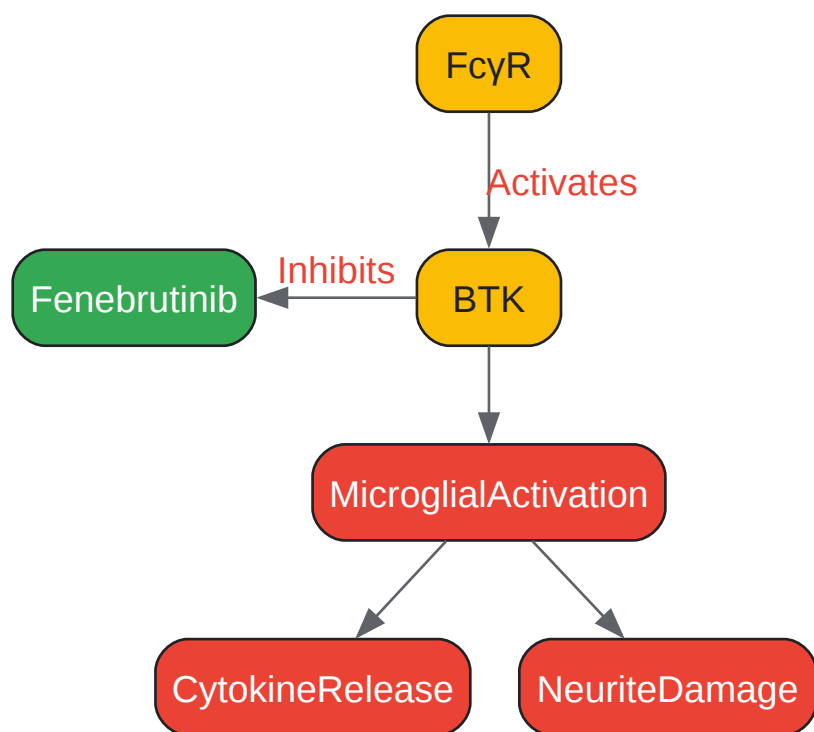 FcγR
Activates
Inhibits
Fenebrutinib
BTK
MicroglialActivation
CytokineRelease
NeuriteDamage